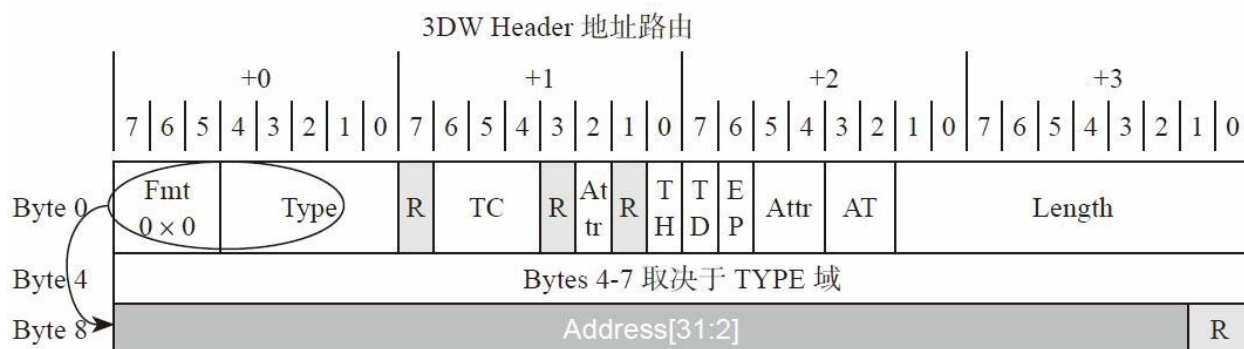 3DW Header 地址路由
+0 +1 +2 +3
7 6 5 4 3 2 1 0 7 6 5 4 3 2 1 0 7 6 5 4 3 2 1 0 7 6 5 4 3 2 1 0
Byte 0 Fmt 0 × 0 Type R TC R At tr R T H T D E P Attr AT Length
Byte 4 Bytes 4-7 取决于 TYPE 域
Byte 8 Address[31:2] R